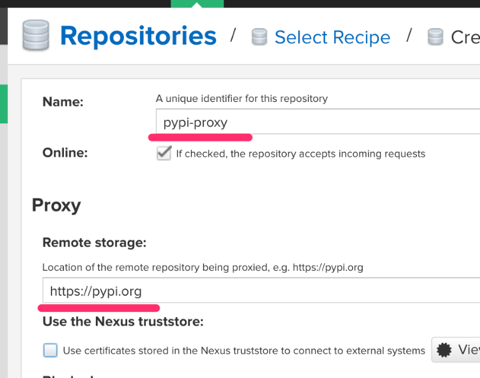 Repositories / Select Recipe / Cre
Name:
A unique identifier for this repository
pypi-proxy
Online:
If checked, the repository accepts incoming requests
Proxy
Remote storage:
Location of the remote repository being proxied, e.g. https://pypi.org
https://pypi.org
Use the Nexus truststore:
Use certificates stored in the Nexus truststore to connect to external systems
Vie